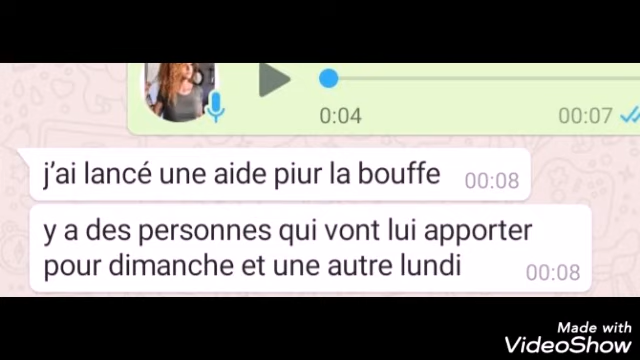 0:04 00:07
j'ai lancé une aide piur la bouffe 00:08
y a des personnes qui vont lui apporter
pour dimanche et une autre lundi 00:08
Made with
VideoShow